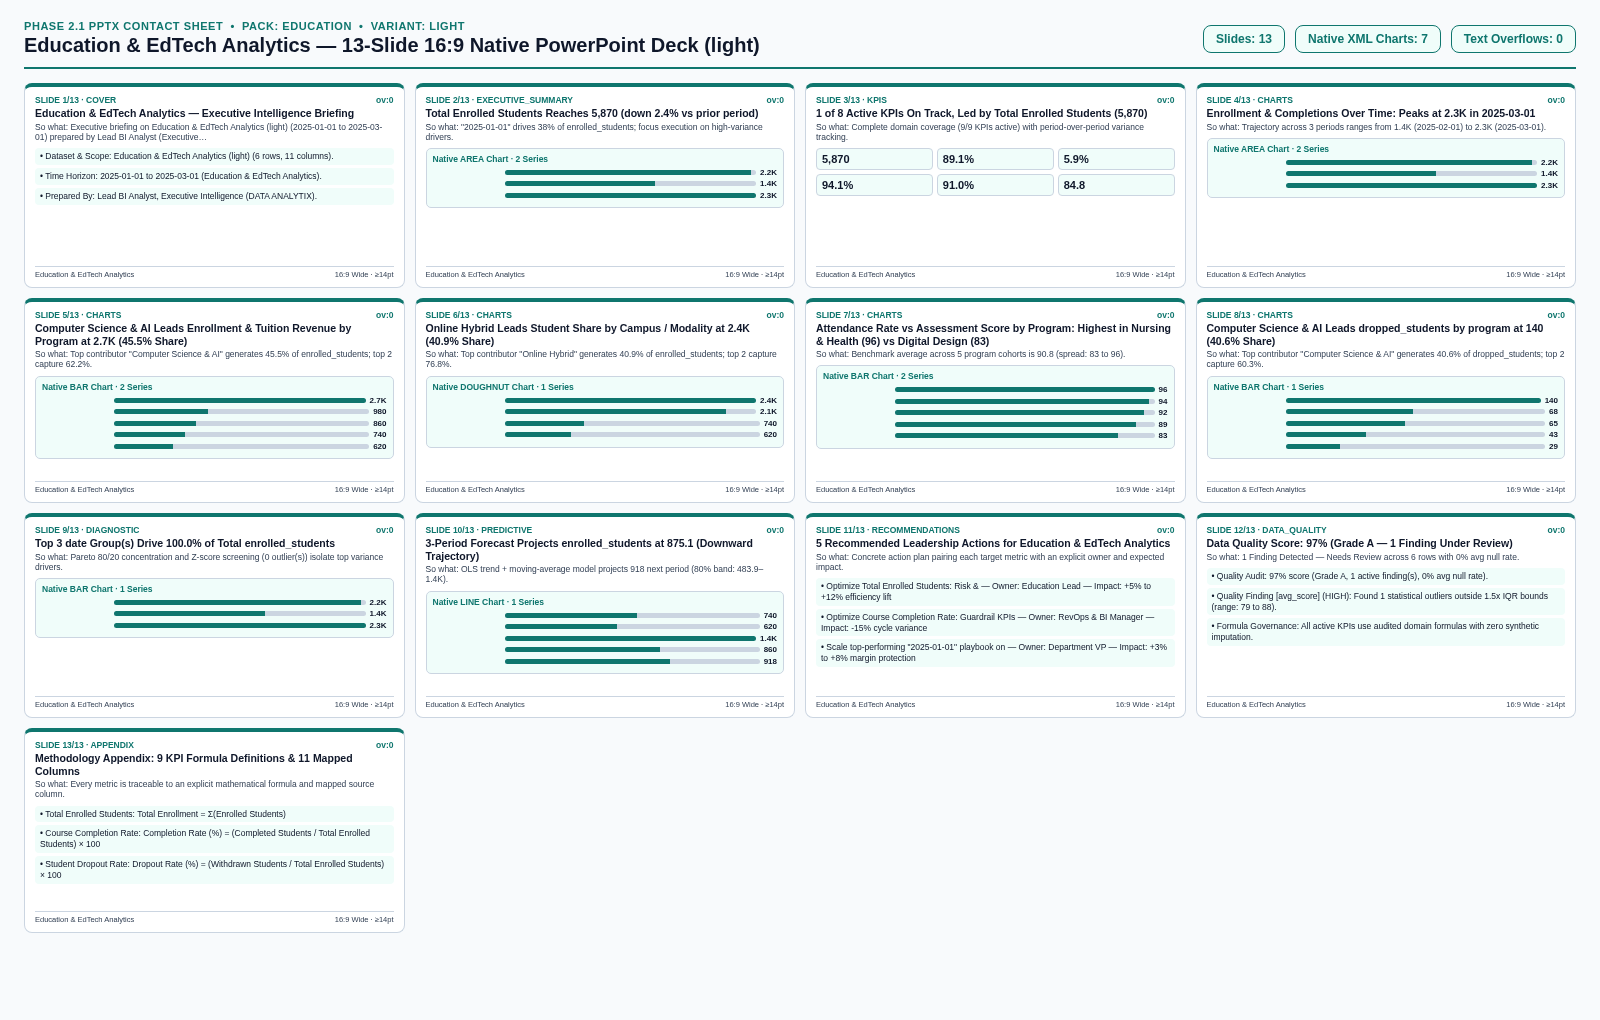 PHASE 2.1 PPTX CONTACT SHEET • PACK: EDUCATION • VARIANT: LIGHT
Education & EdTech Analytics — 13-Slide 16:9 Native PowerPoint Deck (light)
Slides: 13
Native XML Charts: 7
Text Overflows: 0
SLIDE 1/13 · COVER
ov:0
Education & EdTech Analytics — Executive Intelligence Briefing
So what: Executive briefing on Education & EdTech Analytics (light) (2025-01-01 to 2025-03-
01) prepared by Lead BI Analyst (Executive…
• Dataset & Scope: Education & EdTech Analytics (light) (6 rows, 11 columns).
• Time Horizon: 2025-01-01 to 2025-03-01 (Education & EdTech Analytics).
• Prepared By: Lead BI Analyst, Executive Intelligence (DATA ANALYTIX).
Education & EdTech Analytics
16:9 Wide · ≥14pt
SLIDE 2/13 · EXECUTIVE_SUMMARY
ov:0
Total Enrolled Students Reaches 5,870 (down 2.4% vs prior period)
So what: "2025-01-01" drives 38% of enrolled_students; focus execution on high-variance
drivers.
Native AREA Chart · 2 Series
2.2K
1.4K
2.3K
Education & EdTech Analytics
16:9 Wide · ≥14pt
SLIDE 3/13 · KPIS
ov:0
1 of 8 Active KPIs On Track, Led by Total Enrolled Students (5,870)
So what: Complete domain coverage (9/9 KPIs active) with period-over-period variance
tracking.
5,870
89.1%
5.9%
94.1%
91.0%
84.8
Education & EdTech Analytics
16:9 Wide · ≥14pt
SLIDE 4/13 · CHARTS
ov:0
Enrollment & Completions Over Time: Peaks at 2.3K in 2025-03-01
So what: Trajectory across 3 periods ranges from 1.4K (2025-02-01) to 2.3K (2025-03-01).
Native AREA Chart · 2 Series
2.2K
1.4K
2.3K
Education & EdTech Analytics
16:9 Wide · ≥14pt
SLIDE 5/13 · CHARTS
ov:0
Computer Science & AI Leads Enrollment & Tuition Revenue by
Program at 2.7K (45.5% Share)
So what: Top contributor "Computer Science & AI" generates 45.5% of enrolled_students; top 2
capture 62.2%.
Native BAR Chart · 2 Series
2.7K
980
860
740
620
Education & EdTech Analytics
16:9 Wide · ≥14pt
SLIDE 6/13 · CHARTS
ov:0
Online Hybrid Leads Student Share by Campus / Modality at 2.4K
(40.9% Share)
So what: Top contributor "Online Hybrid" generates 40.9% of enrolled_students; top 2 capture
76.8%.
Native DOUGHNUT Chart · 1 Series
2.4K
2.1K
740
620
Education & EdTech Analytics
16:9 Wide · ≥14pt
SLIDE 7/13 · CHARTS
ov:0
Attendance Rate vs Assessment Score by Program: Highest in Nursing
& Health (96) vs Digital Design (83)
So what: Benchmark average across 5 program cohorts is 90.8 (spread: 83 to 96).
Native BAR Chart · 2 Series
96
94
92
89
83
Education & EdTech Analytics
16:9 Wide · ≥14pt
SLIDE 8/13 · CHARTS
ov:0
Computer Science & AI Leads dropped_students by program at 140
(40.6% Share)
So what: Top contributor "Computer Science & AI" generates 40.6% of dropped_students; top 2
capture 60.3%.
Native BAR Chart · 1 Series
140
68
65
43
29
Education & EdTech Analytics
16:9 Wide · ≥14pt
SLIDE 9/13 · DIAGNOSTIC
ov:0
Top 3 date Group(s) Drive 100.0% of Total enrolled_students
So what: Pareto 80/20 concentration and Z-score screening (0 outlier(s)) isolate top variance
drivers.
Native BAR Chart · 1 Series
2.2K
1.4K
2.3K
Education & EdTech Analytics
16:9 Wide · ≥14pt
SLIDE 10/13 · PREDICTIVE
ov:0
3-Period Forecast Projects enrolled_students at 875.1 (Downward
Trajectory)
So what: OLS trend + moving-average model projects 918 next period (80% band: 483.9–
1.4K).
Native LINE Chart · 1 Series
740
620
1.4K
860
918
Education & EdTech Analytics
16:9 Wide · ≥14pt
SLIDE 11/13 · RECOMMENDATIONS
ov:0
5 Recommended Leadership Actions for Education & EdTech Analytics
So what: Concrete action plan pairing each target metric with an explicit owner and expected
impact.
• Optimize Total Enrolled Students: Risk & — Owner: Education Lead — Impact: +5% to
+12% efficiency lift
• Optimize Course Completion Rate: Guardrail KPIs — Owner: RevOps & BI Manager —
Impact: -15% cycle variance
• Scale top-performing "2025-01-01" playbook on — Owner: Department VP — Impact: +3%
to +8% margin protection
Education & EdTech Analytics
16:9 Wide · ≥14pt
SLIDE 12/13 · DATA_QUALITY
ov:0
Data Quality Score: 97% (Grade A — 1 Finding Under Review)
So what: 1 Finding Detected — Needs Review across 6 rows with 0% avg null rate.
• Quality Audit: 97% score (Grade A, 1 active finding(s), 0% avg null rate).
• Quality Finding [avg_score] (HIGH): Found 1 statistical outliers outside 1.5x IQR bounds
(range: 79 to 88).
• Formula Governance: All active KPIs use audited domain formulas with zero synthetic
imputation.
Education & EdTech Analytics
16:9 Wide · ≥14pt
SLIDE 13/13 · APPENDIX
ov:0
Methodology Appendix: 9 KPI Formula Definitions & 11 Mapped
Columns
So what: Every metric is traceable to an explicit mathematical formula and mapped source
column.
• Total Enrolled Students: Total Enrollment = Σ(Enrolled Students)
• Course Completion Rate: Completion Rate (%) = (Completed Students / Total Enrolled
Students) × 100
• Student Dropout Rate: Dropout Rate (%) = (Withdrawn Students / Total Enrolled Students)
× 100
Education & EdTech Analytics
16:9 Wide · ≥14pt